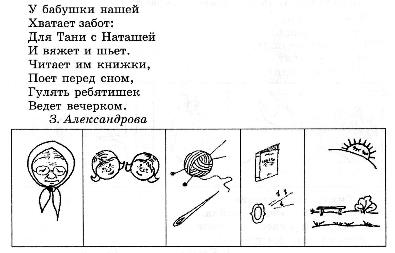 У бабушки нашей
Хватает забот:
Для Тани с Наташей
И вяжет и шьет.
Читает им книжки,
Поет перед сном,
Гулять ребятишек
Ведет вечерком.
З. Александрова